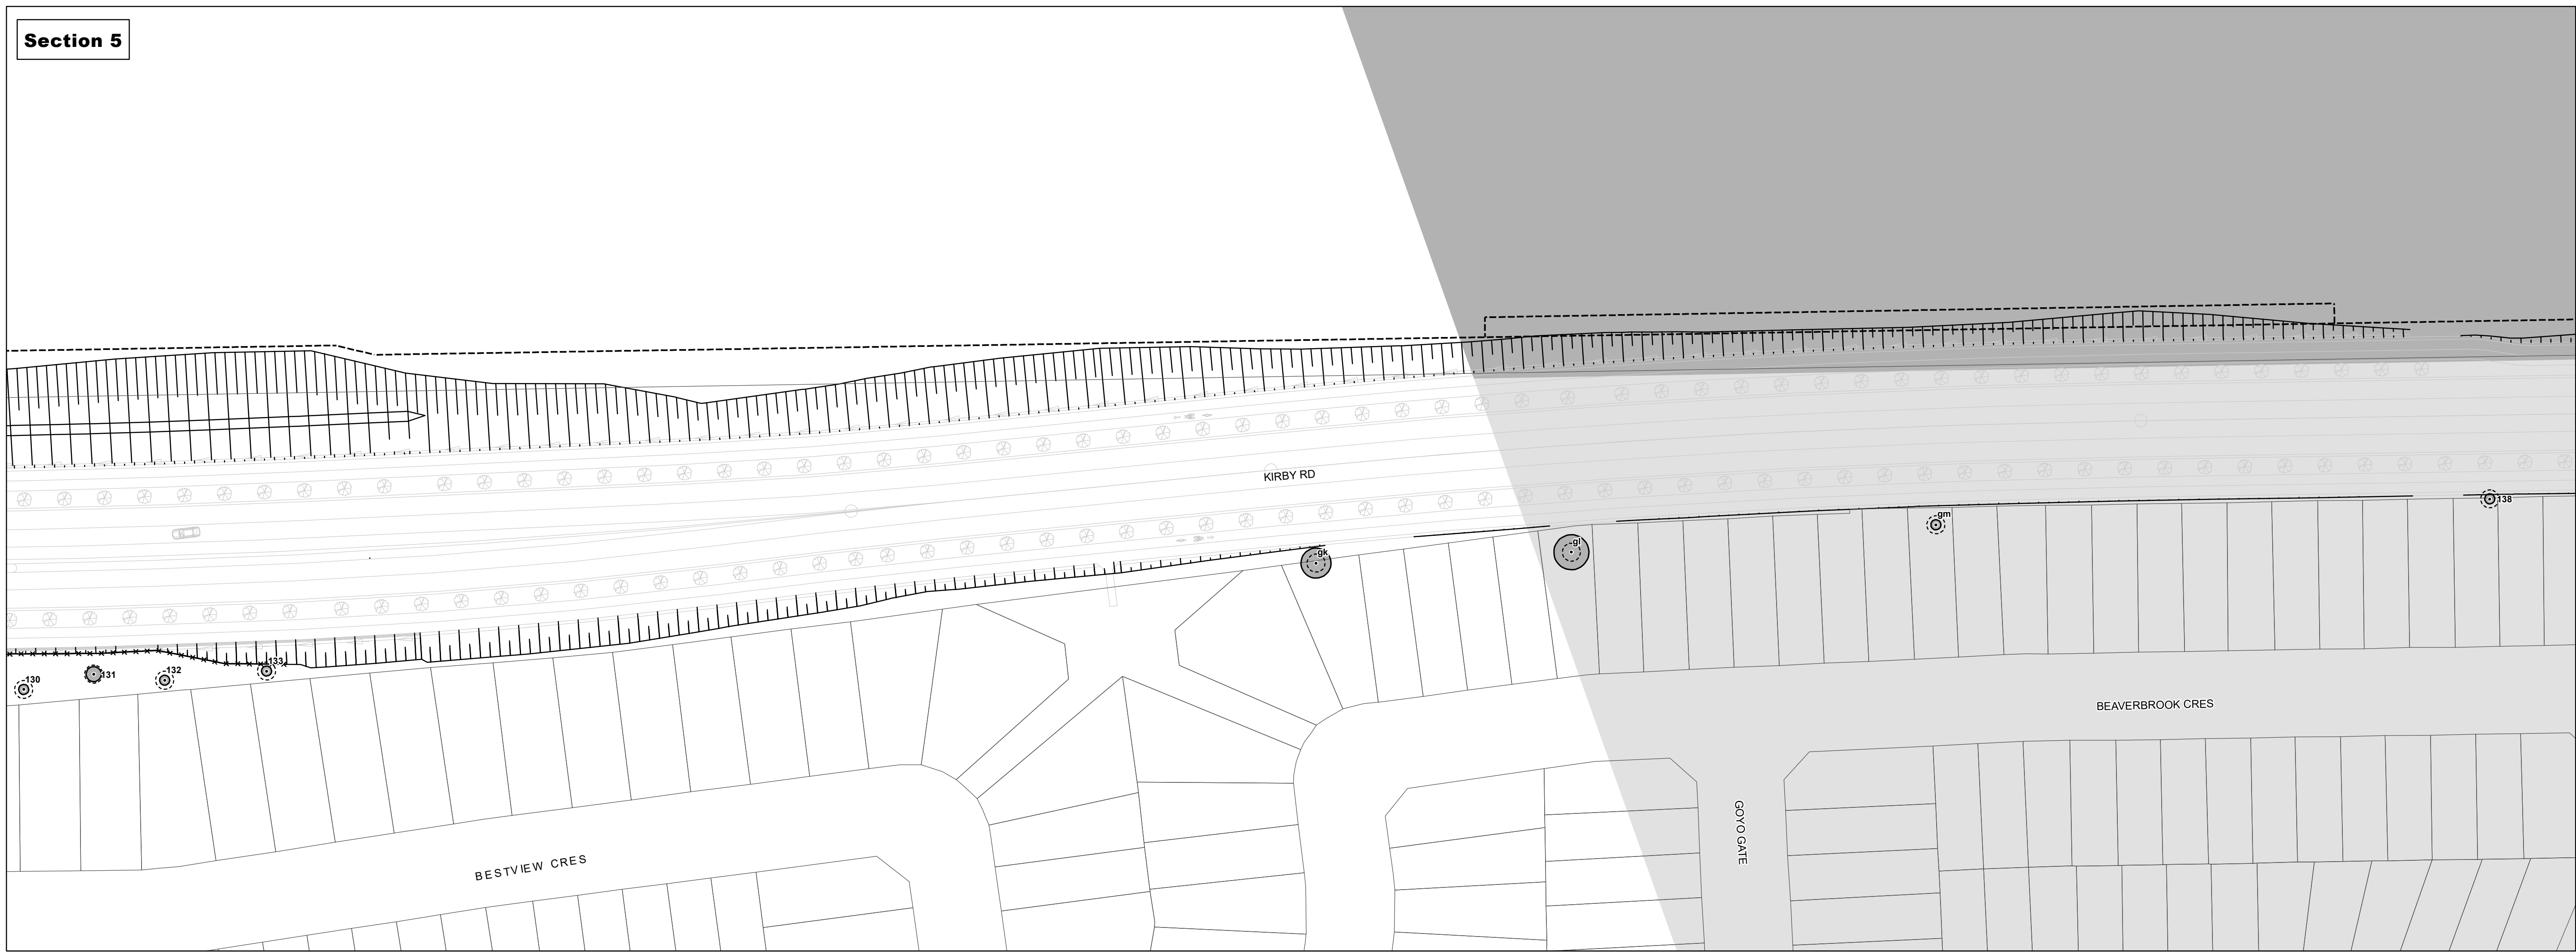 Section 5
KIRBY RD
gk
gl
gm
138
130
131
132
133
BEAVERBROOK CRES
GOYO GATE
BESTVIEW CRES